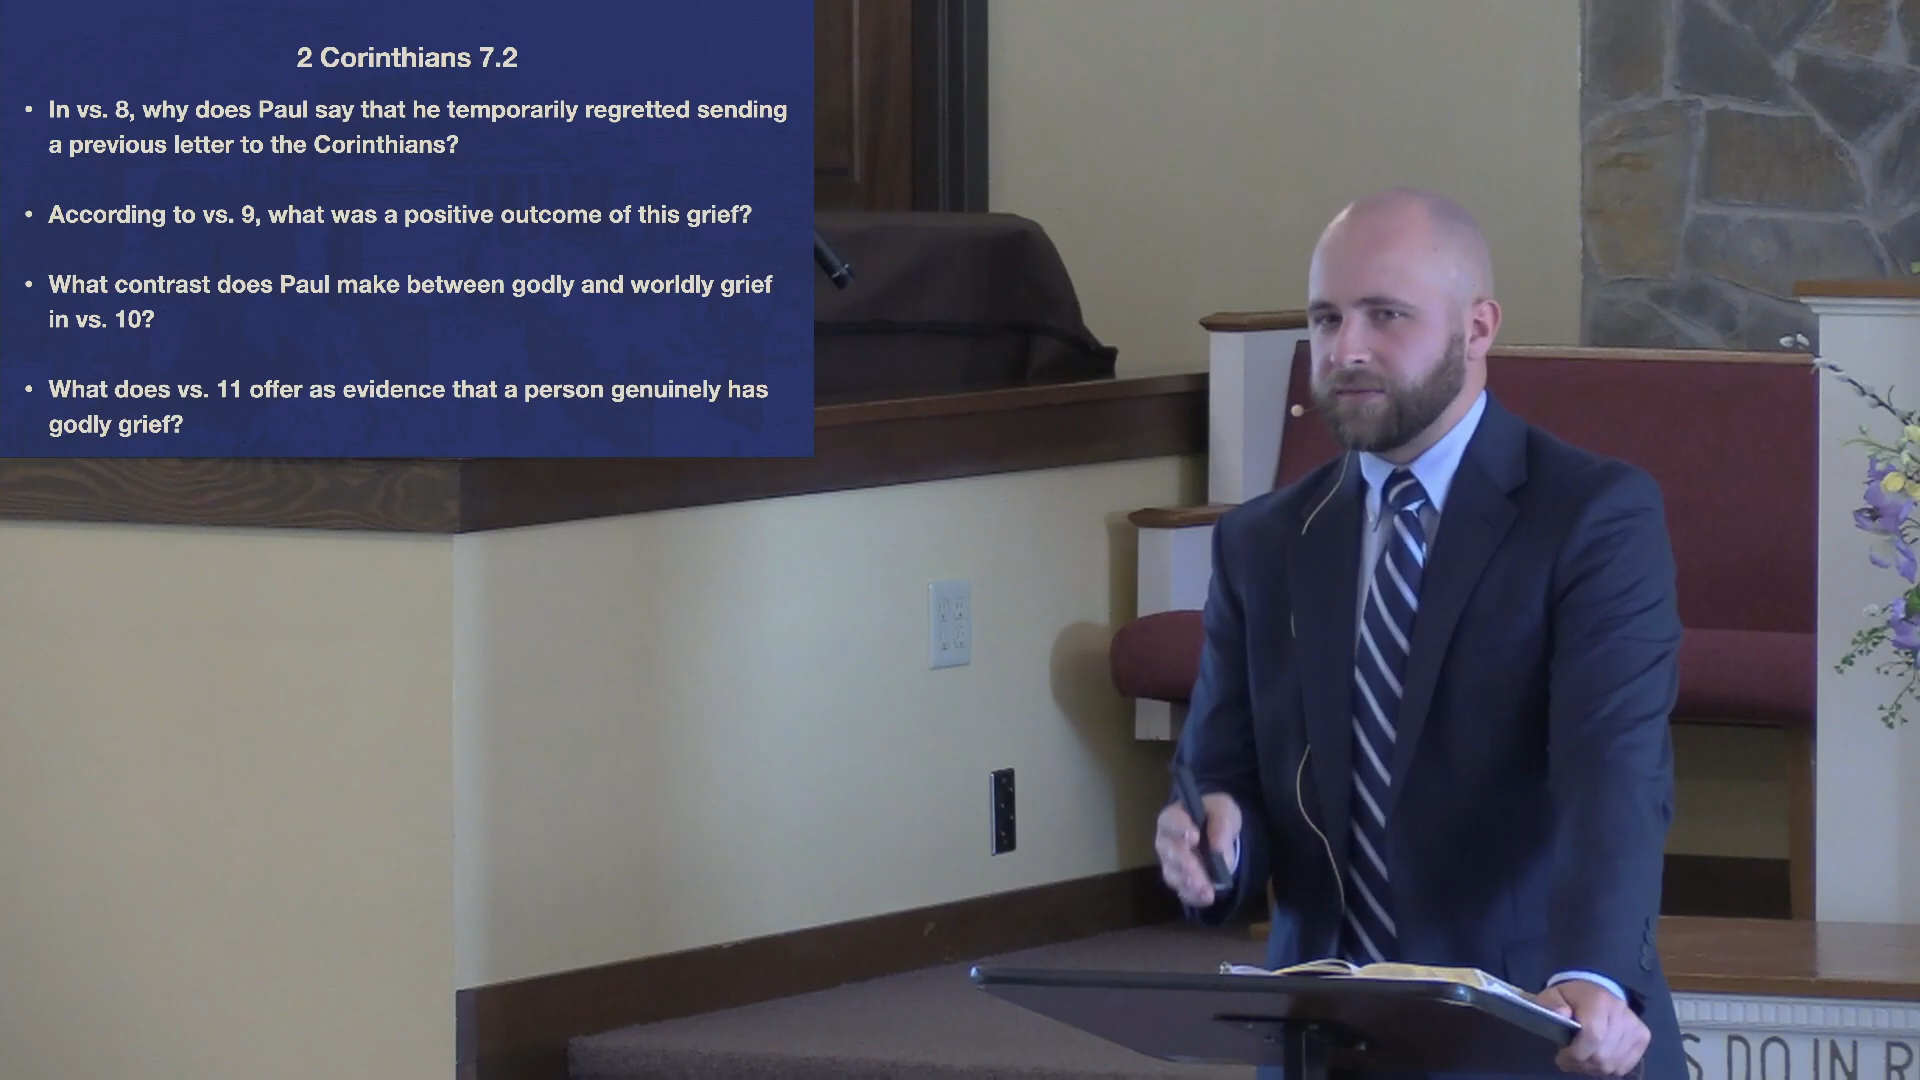 2 Corinthians 7.2
• In vs. 8, why does Paul say that he temporarily regretted sending
a previous letter to the Corinthians?
• According to vs. 9, what was a positive outcome of this grief?
• What contrast does Paul make between godly and worldly grief
in vs. 10?
• What does vs. 11 offer as evidence that a person genuinely has
godly grief?
S DO IN R